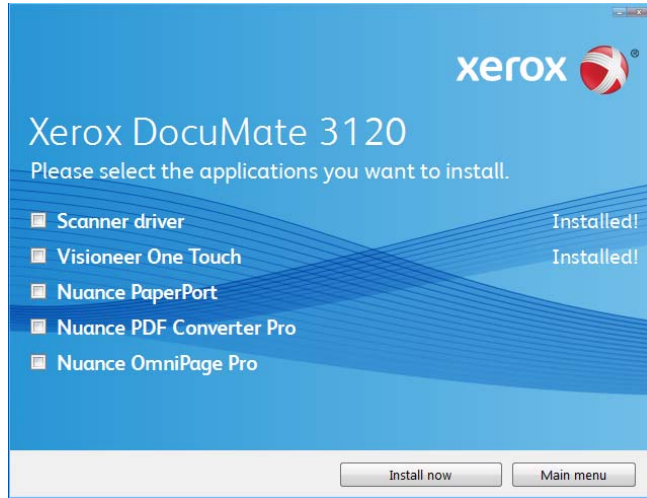 xerox ®
Xerox DocuMate 3120
Please select the applications you want to install.
Scanner driver Installed!
Visioneer One Touch Installed!
Nuance PaperPort
Nuance PDF Converter Pro
Nuance OmniPage Pro
Install now Main menu